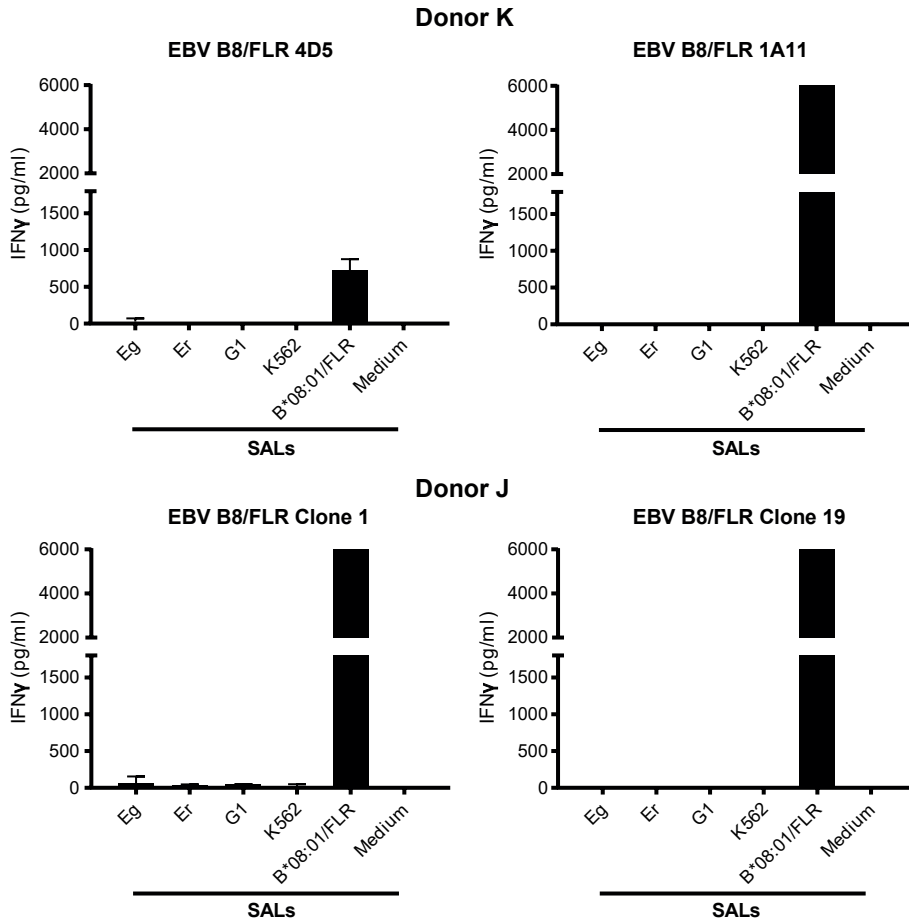 Donor K
EBV B8/FLR 4D5
IFNγ (pg/ml)
6000
4000
2000
1500
1000
500
0
Eg
Er
G1
K562
B*08:01/FLR
Medium
SALs
EBV B8/FLR 1A11
IFNγ (pg/ml)
6000
4000
2000
1500
1000
500
0
Eg
Er
G1
K562
B*08:01/FLR
Medium
SALs
Donor J
EBV B8/FLR Clone 1
IFNγ (pg/ml)
6000
4000
2000
1500
1000
500
0
Eg
Er
G1
K562
B*08:01/FLR
Medium
SALs
EBV B8/FLR Clone 19
IFNγ (pg/ml)
6000
4000
2000
1500
1000
500
0
Eg
Er
G1
K562
B*08:01/FLR
Medium
SALs